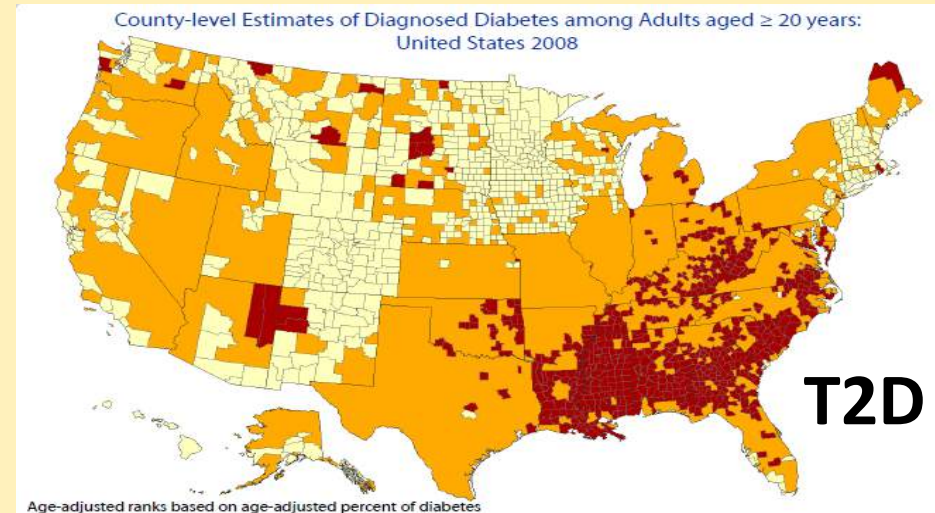 County-level Estimates of Diagnosed Diabetes among Adults aged ≥ 20 years:
United States 2008
T2D
Age-adjusted ranks based on age-adjusted percent of diabetes